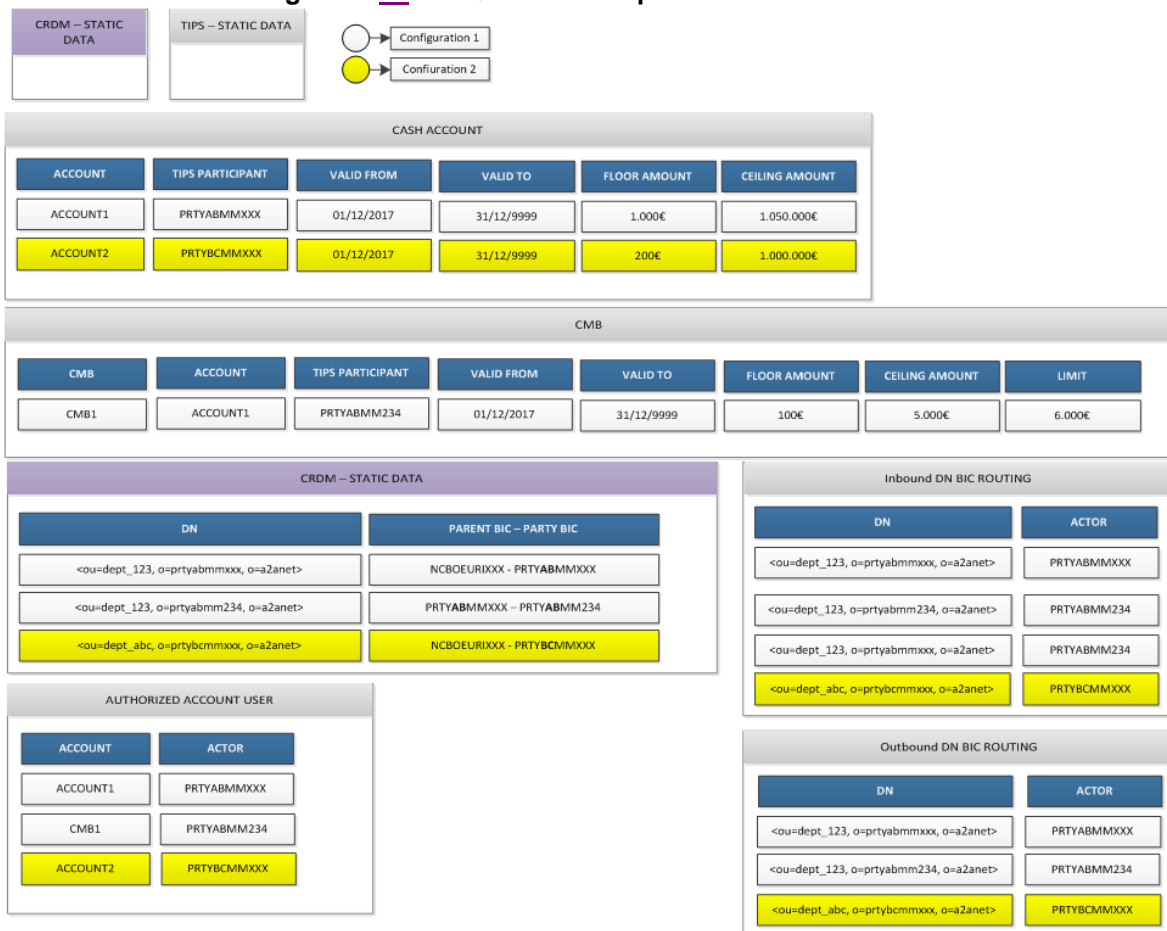 CRDM – STATIC
DATA
TIPS – STATIC DATA
Configuration 1
Confiuration 2
CASH ACCOUNT
ACCOUNT TIPS PARTICIPANT VALID FROM VALID TO FLOOR AMOUNT CEILING AMOUNT
ACCOUNT1 PRTYABMMXXX 01/12/2017 31/12/9999 1.000€ 1.050.000€
ACCOUNT2 PRTYBCMMXXX 01/12/2017 31/12/9999 200€ 1.000.000€
CMB
CMB ACCOUNT TIPS PARTICIPANT VALID FROM VALID TO FLOOR AMOUNT CEILING AMOUNT LIMIT
CMB1 ACCOUNT1 PRTYABMM234 01/12/2017 31/12/9999 100€ 5.000€ 6.000€
CRDM – STATIC DATA
DN PARENT BIC – PARTY BIC
<ou=dept_123, o=prtyabmmxxx, o=a2anet> NCBOEURIXXX - PRTYABMMXXX
<ou=dept_123, o=prtyabmm234, o=a2anet> PRTYABMMXXX – PRTYABMM234
<ou=dept_abc, o=prtybcmmxxx, o=a2anet> NCBOEURIXXX - PRTYBCMMXXX
Inbound DN BIC ROUTING
DN ACTOR
<ou=dept_123, o=prtyabmmxxx, o=a2anet> PRTYABMMXXX
<ou=dept_123, o=prtyabmm234, o=a2anet> PRTYABMM234
<ou=dept_123, o=prtyabmmxxx, o=a2anet> PRTYABMM234
<ou=dept_abc, o=prtybcmmxxx, o=a2anet> PRTYBCMMXXX
AUTHORIZED ACCOUNT USER
ACCOUNT ACTOR
ACCOUNT1 PRTYABMMXXX
CMB1 PRTYABMM234
ACCOUNT2 PRTYBCMMXXX
Outbound DN BIC ROUTING
DN ACTOR
<ou=dept_123, o=prtyabmmxxx, o=a2anet> PRTYABMMXXX
<ou=dept_123, o=prtyabmm234, o=a2anet> PRTYABMM234
<ou=dept_abc, o=prtybcmmxxx, o=a2anet> PRTYBCMMXXX